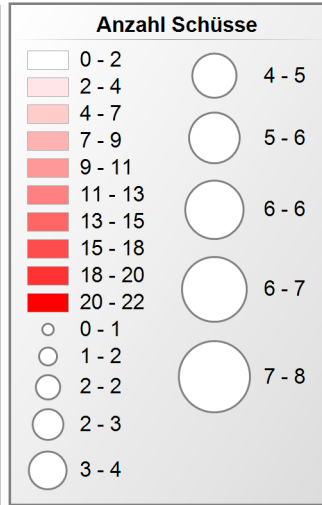 Anzahl Schüsse
0 - 2
2 - 4
4 - 7
7 - 9
9 - 11
11 - 13
13 - 15
15 - 18
18 - 20
20 - 22
0 - 1
1 - 2
2 - 2
2 - 3
3 - 4
4 - 5
5 - 6
6 - 6
6 - 7
7 - 8